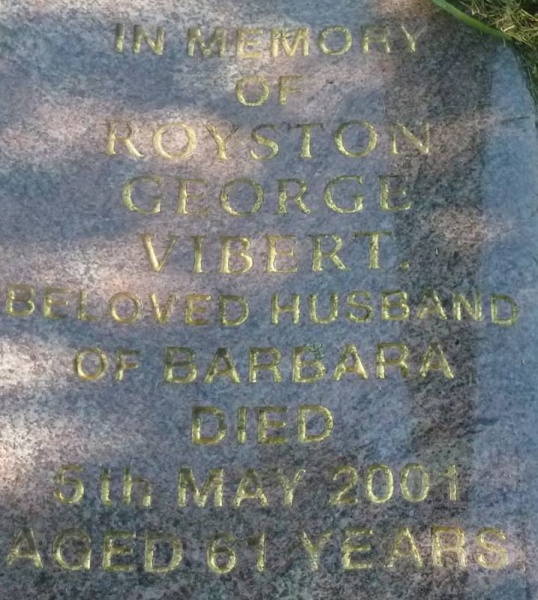 IN MEMORY
OF
ROYSTON
GEORGE
VIBERT.
BELOVED HUSBAND
OF BARBARA
DIED
5th MAY 2001
AGED 61 YEARS